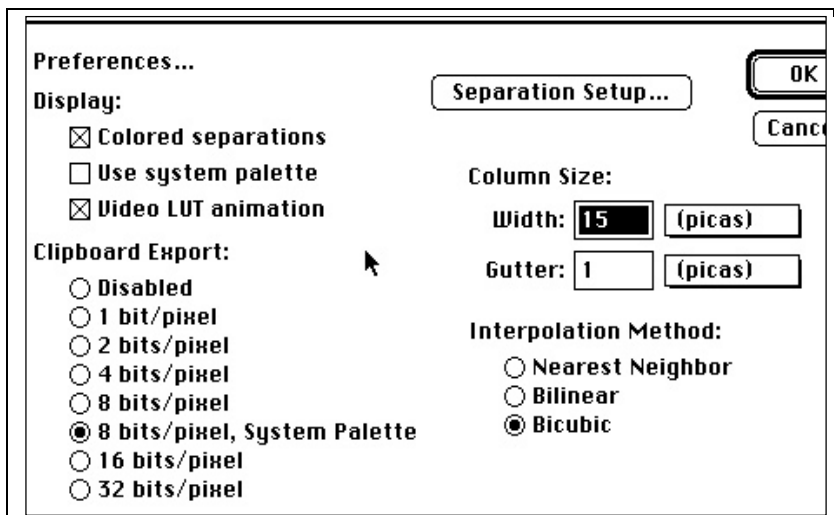 Preferences...
OK
Separation Setup...
Display:
Canc
Colored separations
Use system palette
Column Size:
Video LUT animation
Width: 15 (picas)
Clipboard Export:
Gutter: 1 (picas)
Disabled
1 bit/pixel
2 bits/pixel
4 bits/pixel
8 bits/pixel
8 bits/pixel, System Palette
16 bits/pixel
32 bits/pixel
Interpolation Method:
Nearest Neighbor
Bilinear
Bicubic